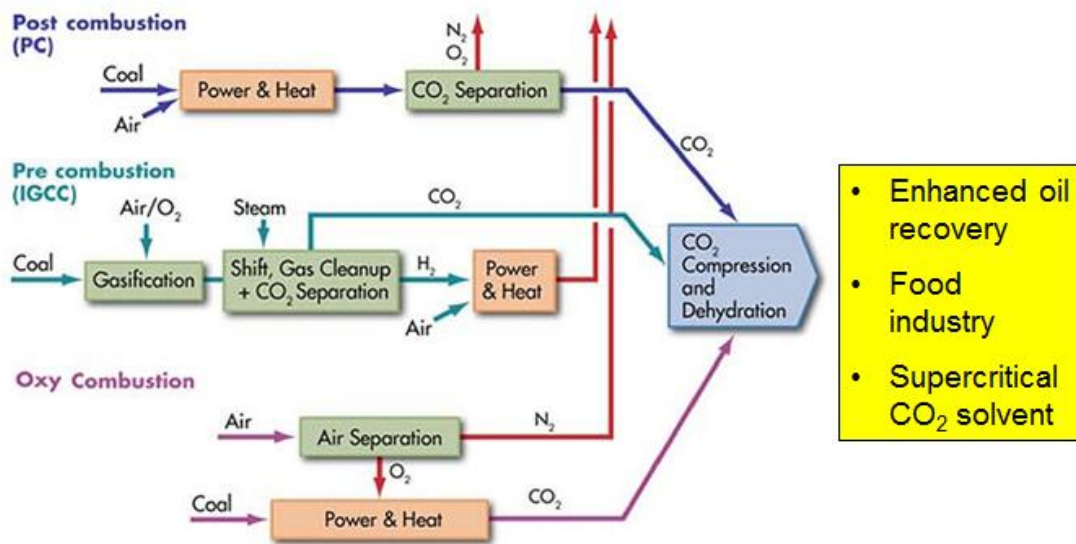 Post combustion
(PC)
N₂
O₂
Coal
Air
Power & Heat
CO₂ Separation
CO₂
Pre combustion
(IGCC)
Air/O₂
Steam
CO₂
Coal
Gasification
Shift, Gas Cleanup
+ CO₂ Separation
H₂
Air
Power
& Heat
CO₂
Compression
and
Dehydration
Oxy Combustion
Air
Air Separation
N₂
O₂
Coal
Power & Heat
CO₂
• Enhanced oil
recovery
• Food
industry
• Supercritical
CO₂ solvent